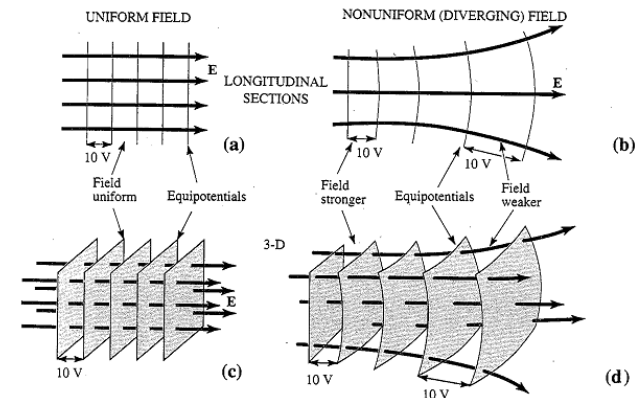 UNIFORM FIELD
NONUNIFORM (DIVERGING) FIELD
E
LONGITUDINAL
SECTIONS
E
10 V
(a)
10 V
10 V
(b)
Field
uniform
Equipotentials
Field
stronger
Equipotentials
Field
weaker
3-D
E
10 V
(c)
10 V
10 V
(d)